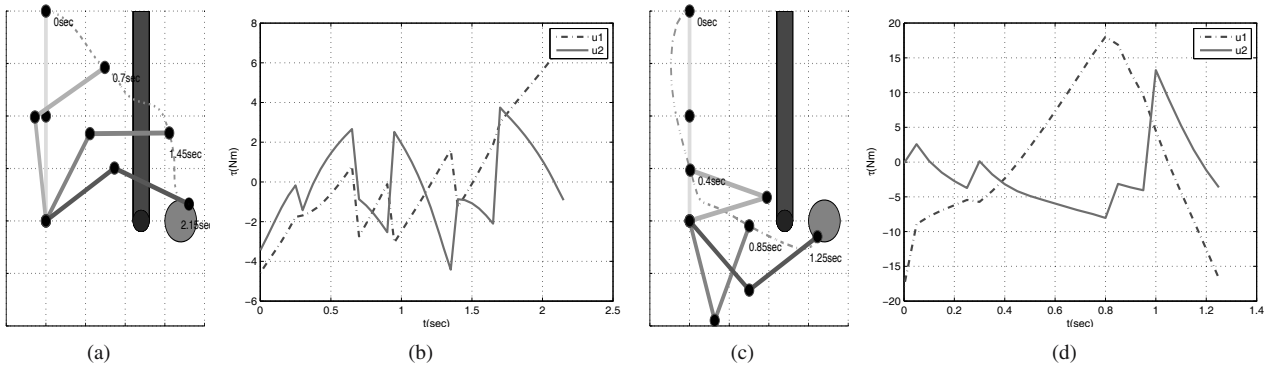 0sec
0.7sec
1.45sec
2.15sec
(a)
τ(Nm)
8
6
4
2
0
−2
−4
−6
0
0.5
1
1.5
2
2.5
t(sec)
u1
u2
(b)
0sec
0.4sec
0.85sec
1.25sec
(c)
τ(Nm)
20
15
10
5
0
−5
−10
−15
−20
0
0.2
0.4
0.6
0.8
1
1.2
1.4
t(sec)
u1
u2
(d)